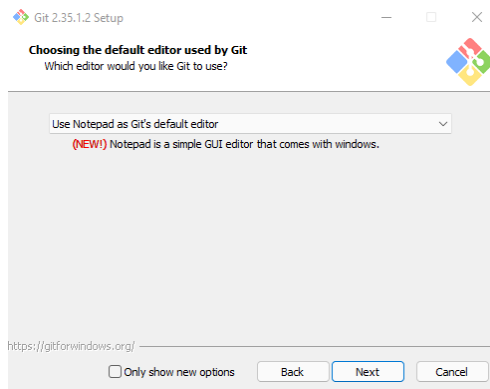 Git 2.35.1.2 Setup
Choosing the default editor used by Git
Which editor would you like Git to use?
Use Notepad as Git's default editor
(NEW!) Notepad is a simple GUI editor that comes with windows.
https://gitforwindows.org/
Only show new options
Back
Next
Cancel